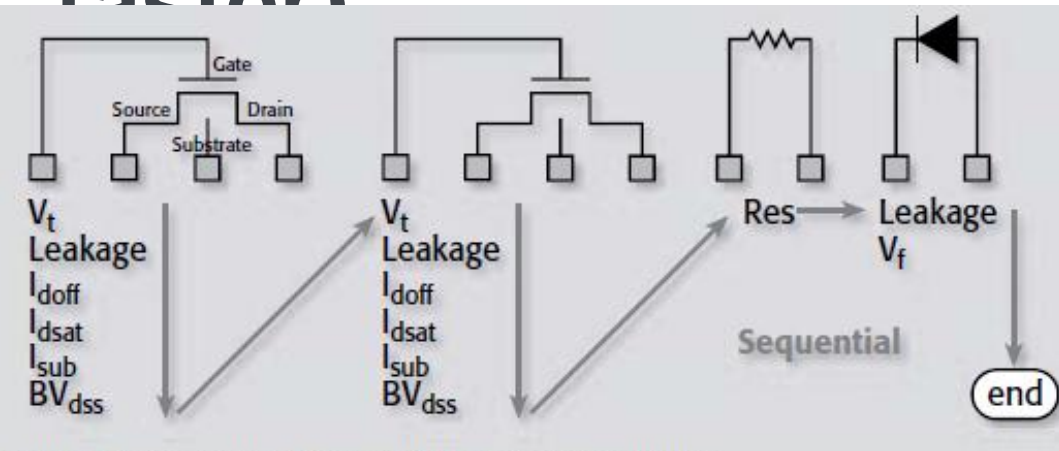 Gate
Source
Drain
Substrate
Vt
Leakage
Idoff
Idsat
Isub
BVdss
Vt
Leakage
Idoff
Idsat
Isub
BVdss
Res
Leakage
Vf
Sequential
end